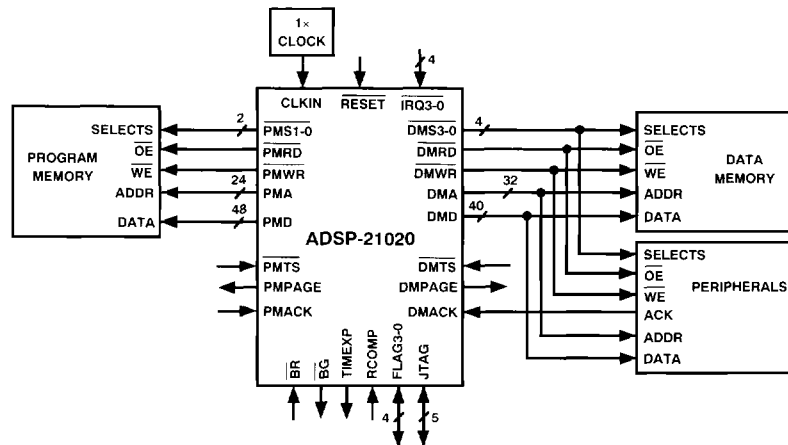 1×
CLOCK
4
CLKIN
RESET
IRQ3-0
PROGRAM
MEMORY
SELECTS
OE
WE
ADDR
DATA
2
24
48
PMS1-0
PMRD
PMWR
PMA
PMD
ADSP-21020
PMTS
PMPAGE
PMACK
DMS3-0
DMRD
DMWR
DMA
DMD
DMTS
DMPAGE
DMACK
4
32
40
SELECTS
OE
WE
ADDR
DATA
DATA
MEMORY
SELECTS
OE
WE
ACK
ADDR
DATA
PERIPHERALS
BR
BG
TIMEXP
RCOMP
FLAG3-0
JTAG
4
5